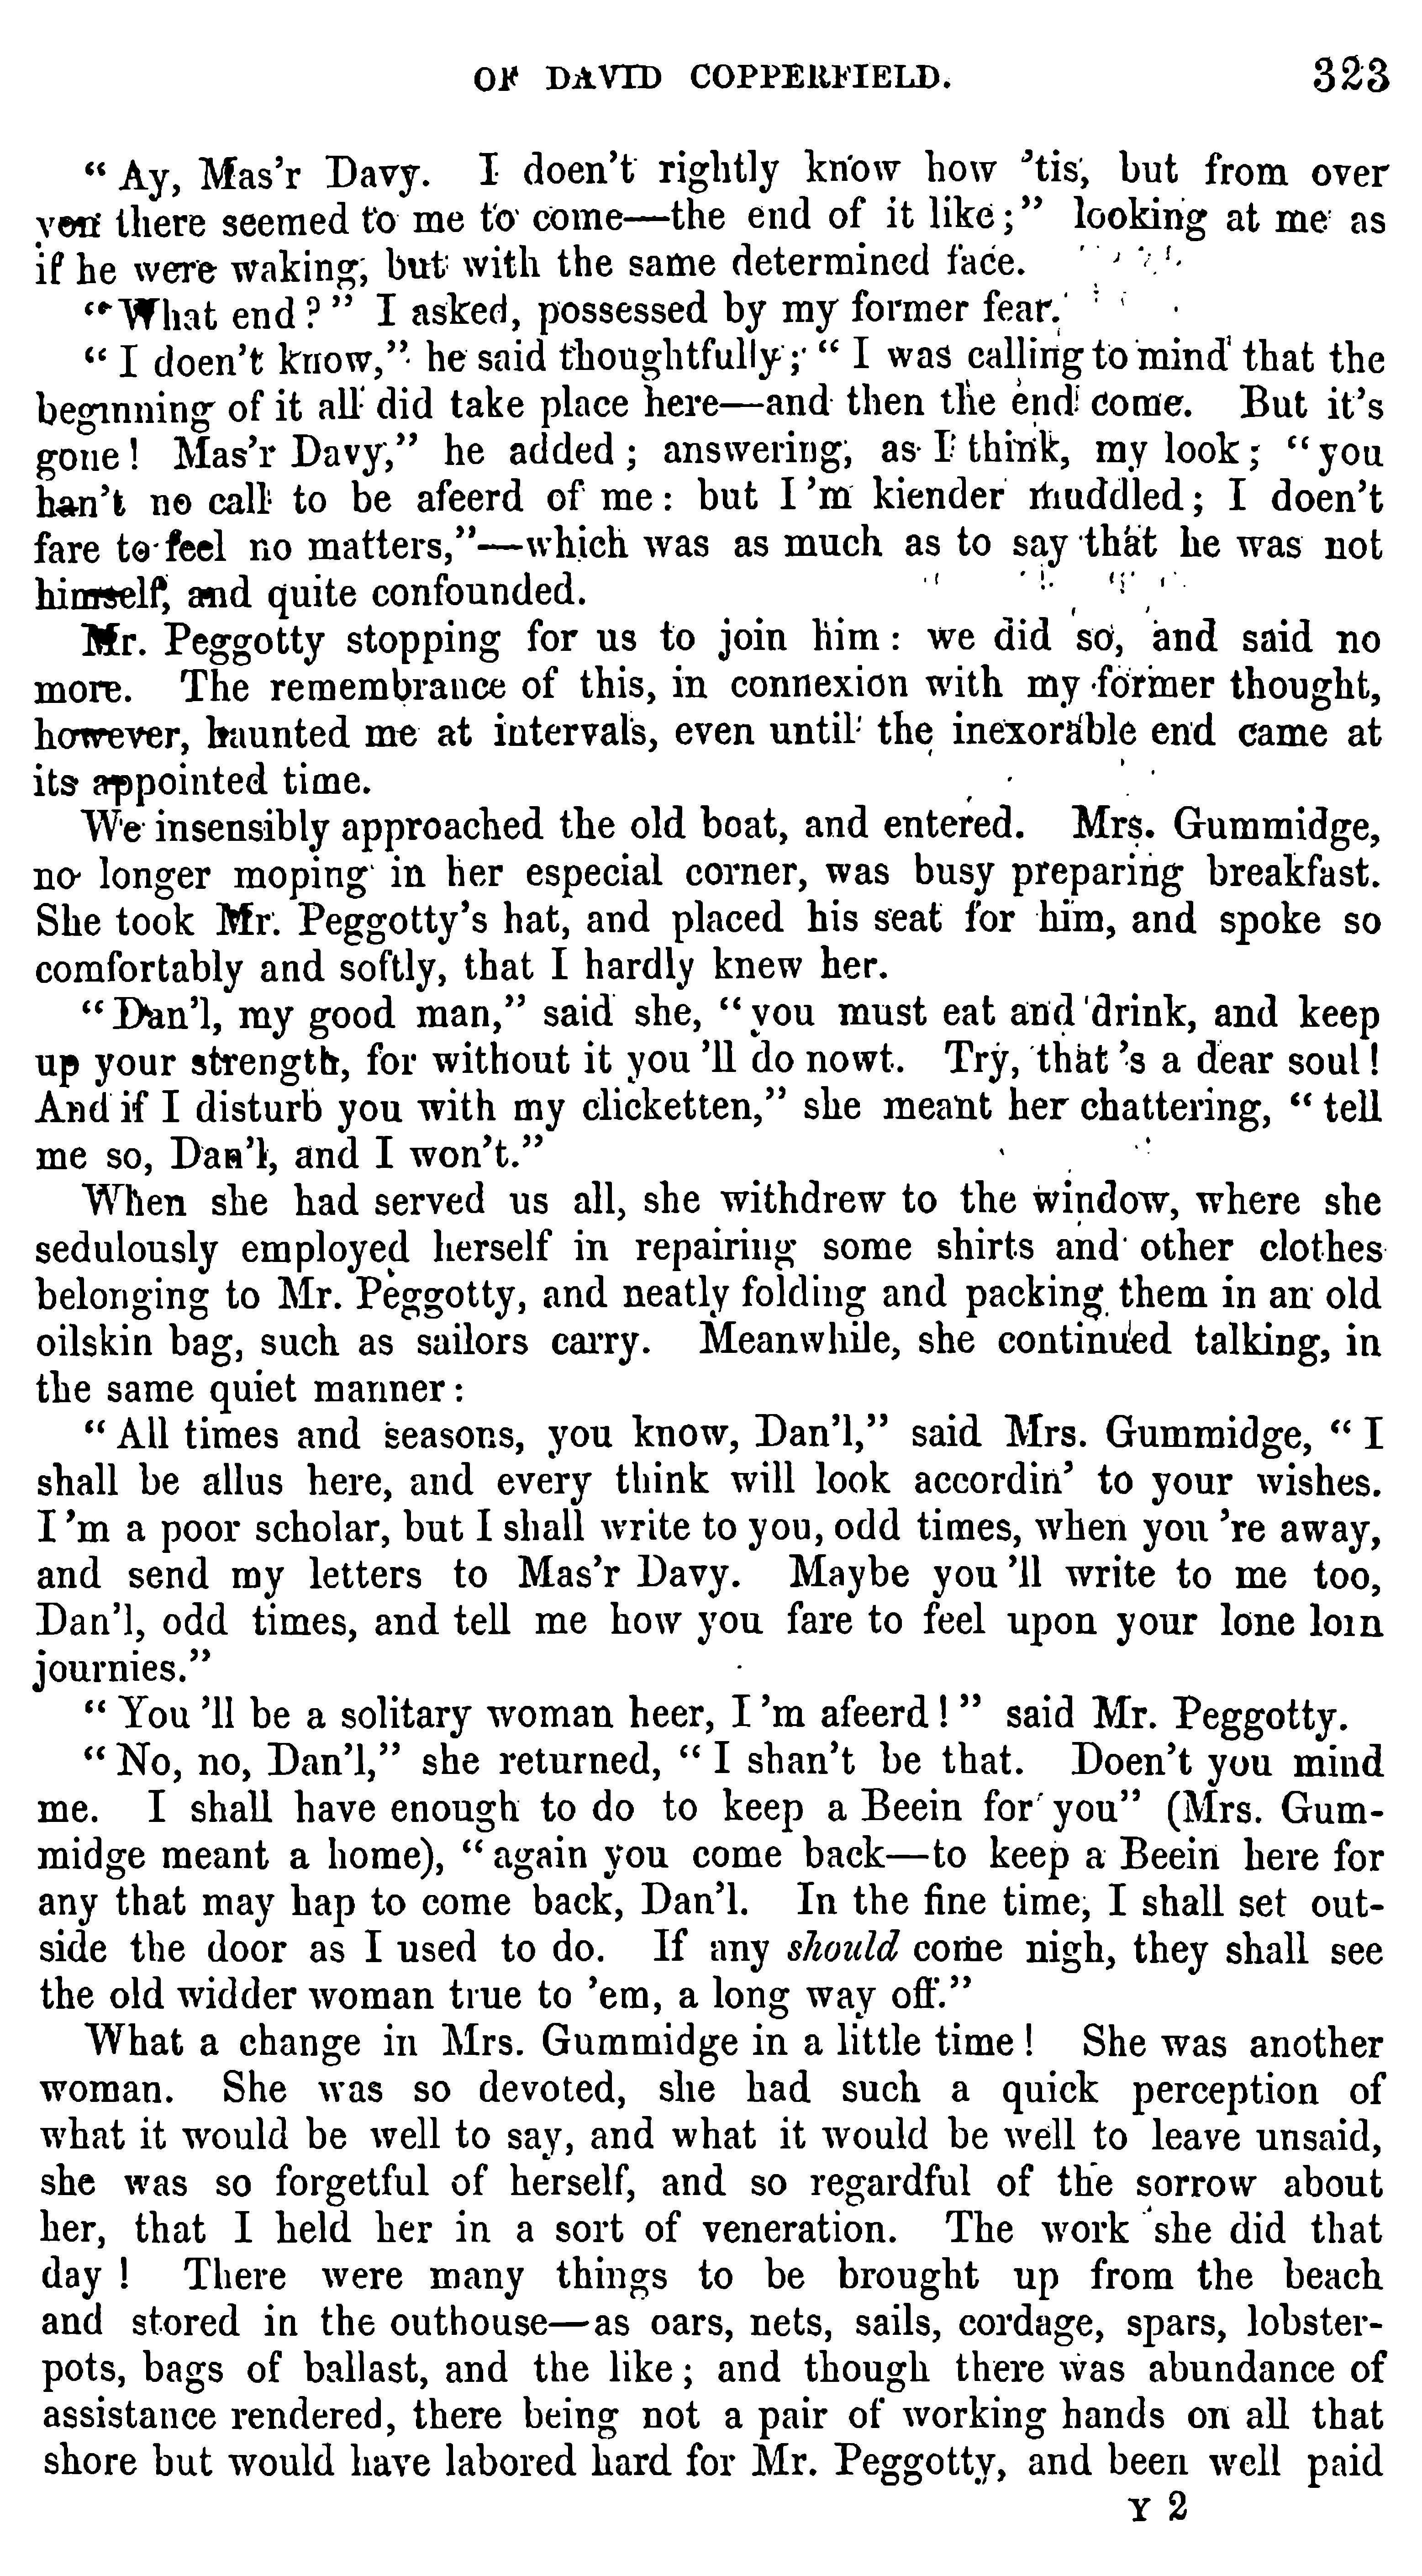 OF DAVID COPPERFIELD. 323
“Ay, Mas’r Davy. I doen’t rightly know how ’tis, but from over
yon there seemed to me to come—the end of it like;” looking at me as
if he were waking, but with the same determined face.
“What end?” I asked, possessed by my former fear.
“I doen’t know,” he said thoughtfully; “I was calling to mind that the
beginning of it all did take place here—and then the end come. But it’s
gone! Mas’r Davy,” he added; answering, as I think, my look; “you
han’t no call to be afeerd of me: but I’m kiender muddled; I doen’t
fare to feel no matters,”—which was as much as to say that he was not
himself, and quite confounded.
Mr. Peggotty stopping for us to join him: we did so, and said no
more. The remembrance of this, in connexion with my former thought,
however, haunted me at intervals, even until the inexorable end came at
its appointed time.
We insensibly approached the old boat, and entered. Mrs. Gummidge,
no longer moping in her especial corner, was busy preparing breakfast.
She took Mr. Peggotty’s hat, and placed his seat for him, and spoke so
comfortably and softly, that I hardly knew her.
“Dan’l, my good man,” said she, “you must eat and drink, and keep
up your strength, for without it you’ll do nowt. Try, that’s a dear soul!
And if I disturb you with my clicketten,” she meant her chattering, “tell
me so, Dan’l, and I won’t.”
When she had served us all, she withdrew to the window, where she
sedulously employed herself in repairing some shirts and other clothes
belonging to Mr. Peggotty, and neatly folding and packing them in an old
oilskin bag, such as sailors carry. Meanwhile, she continued talking, in
the same quiet manner:
“All times and seasons, you know, Dan’l,” said Mrs. Gummidge, “I
shall be allus here, and every think will look accordin’ to your wishes.
I’m a poor scholar, but I shall write to you, odd times, when you’re away,
and send my letters to Mas’r Davy. Maybe you’ll write to me too,
Dan’l, odd times, and tell me how you fare to feel upon your lone lorn
journies.”
“You’ll be a solitary woman heer, I’m afeerd!” said Mr. Peggotty.
“No, no, Dan’l,” she returned, “I shan’t be that. Doen’t you mind
me. I shall have enough to do to keep a Beein for you” (Mrs. Gum-
midge meant a home), “again you come back—to keep a Beein here for
any that may hap to come back, Dan’l. In the fine time, I shall set out-
side the door as I used to do. If any should come nigh, they shall see
the old widder woman true to ’em, a long way off.”
What a change in Mrs. Gummidge in a little time! She was another
woman. She was so devoted, she had such a quick perception of
what it would be well to say, and what it would be well to leave unsaid,
she was so forgetful of herself, and so regardful of the sorrow about
her, that I held her in a sort of veneration. The work she did that
day! There were many things to be brought up from the beach
and stored in the outhouse—as oars, nets, sails, cordage, spars, lobster-
pots, bags of ballast, and the like; and though there was abundance of
assistance rendered, there being not a pair of working hands on all that
shore but would have labored hard for Mr. Peggotty, and been well paid
Y 2